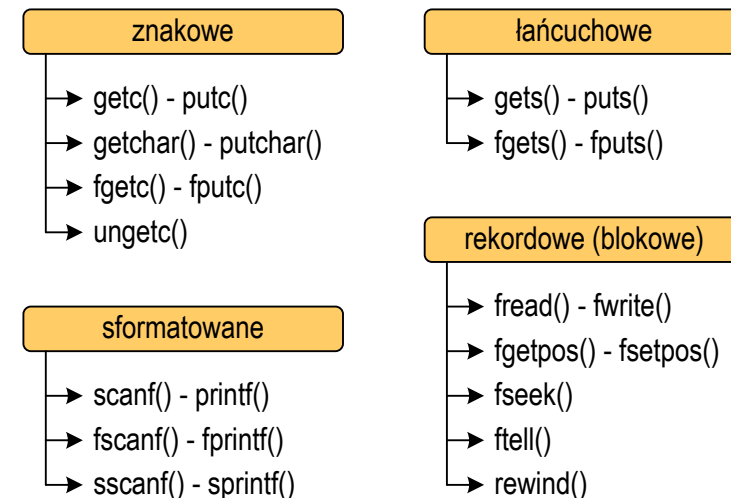 znakowe
getc() - putc()
getchar() - putchar()
fgetc() - fputc()
ungetc()
sformatowane
scanf() - printf()
fscanf() - fprintf()
sscanf() - sprintf()
łańcuchowe
gets() - puts()
fgets() - fputs()
rekordowe (blokowe)
fread() - fwrite()
fgetpos() - fsetpos()
fseek()
ftell()
rewind()